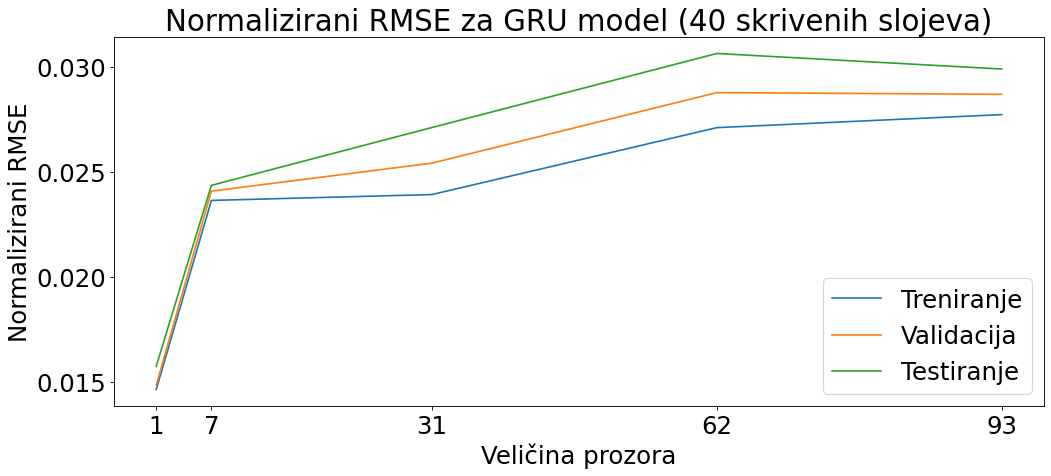 Normalizirani RMSE za GRU model (40 skrivenih slojeva)
Normalizirani RMSE
0.030
0.025
0.020
0.015
Treniranje
Validacija
Testiranje
1 7 31 62 93
Veličina prozora